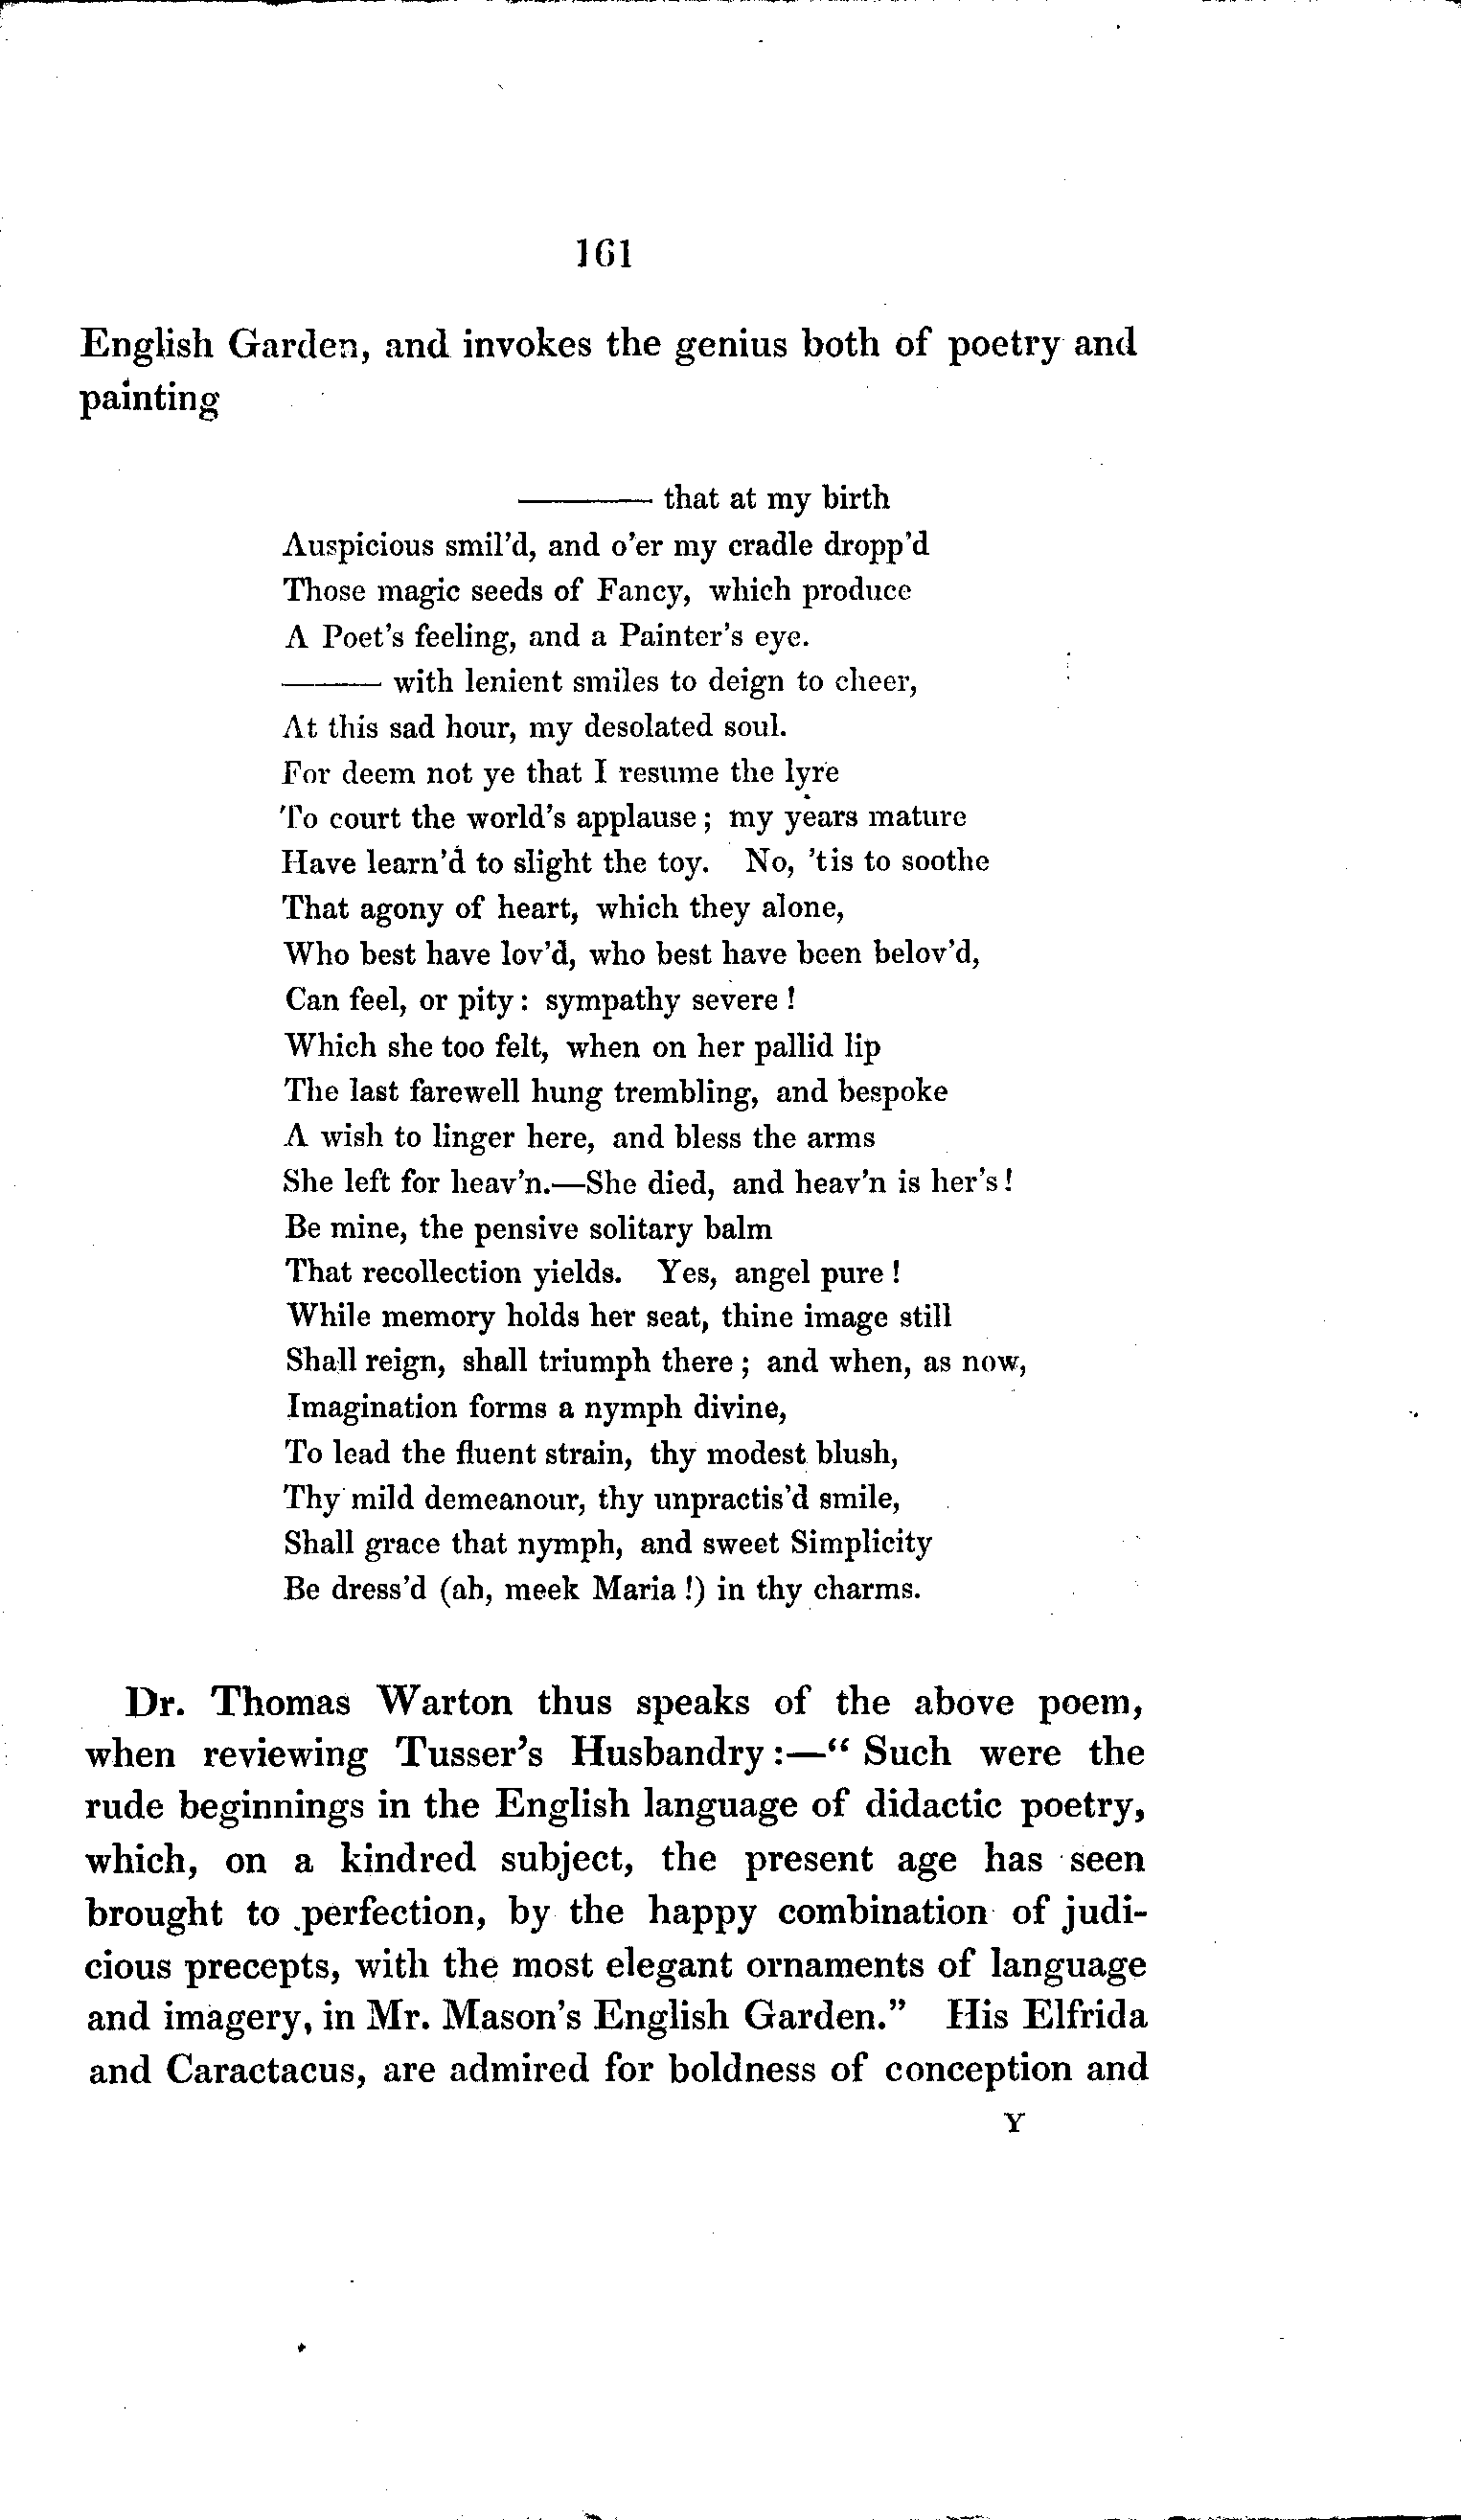 161
English Garden, and invokes the genius both of poetry and
painting
——— that at my birth
Auspicious smil'd, and o'er my cradle dropp'd
Those magic seeds of Fancy, which produce
A Poet's feeling, and a Painter's eye.
——— with lenient smiles to deign to cheer,
At this sad hour, my desolated soul.
For deem not ye that I resume the lyre
To court the world's applause; my years mature
Have learn'd to slight the toy. No, 'tis to soothe
That agony of heart, which they alone,
Who best have lov'd, who best have been belov'd,
Can feel, or pity: sympathy severe!
Which she too felt, when on her pallid lip
The last farewell hung trembling, and bespoke
A wish to linger here, and bless the arms
She left for heav'n.—She died, and heav'n is her's!
Be mine, the pensive solitary balm
That recollection yields. Yes, angel pure!
While memory holds her seat, thine image still
Shall reign, shall triumph there; and when, as now,
Imagination forms a nymph divine,
To lead the fluent strain, thy modest blush,
Thy mild demeanour, thy unpractis'd smile,
Shall grace that nymph, and sweet Simplicity
Be dress'd (ah, meek Maria!) in thy charms.
Dr. Thomas Warton thus speaks of the above poem,
when reviewing Tusser's Husbandry:—"Such were the
rude beginnings in the English language of didactic poetry,
which, on a kindred subject, the present age has seen
brought to perfection, by the happy combination of judi-
cious precepts, with the most elegant ornaments of language
and imagery, in Mr. Mason's English Garden." His Elfrida
and Caractacus, are admired for boldness of conception and
Y